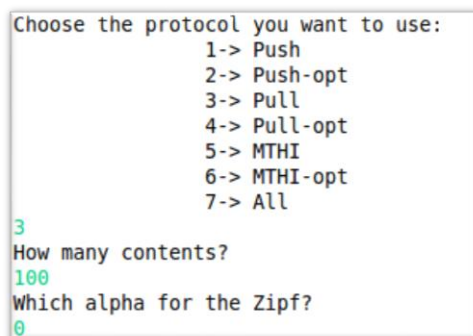 Choose the protocol you want to use:
1-> Push
2-> Push-opt
3-> Pull
4-> Pull-opt
5-> MTHI
6-> MTHI-opt
7-> All
3
How many contents?
100
Which alpha for the Zipf?
0